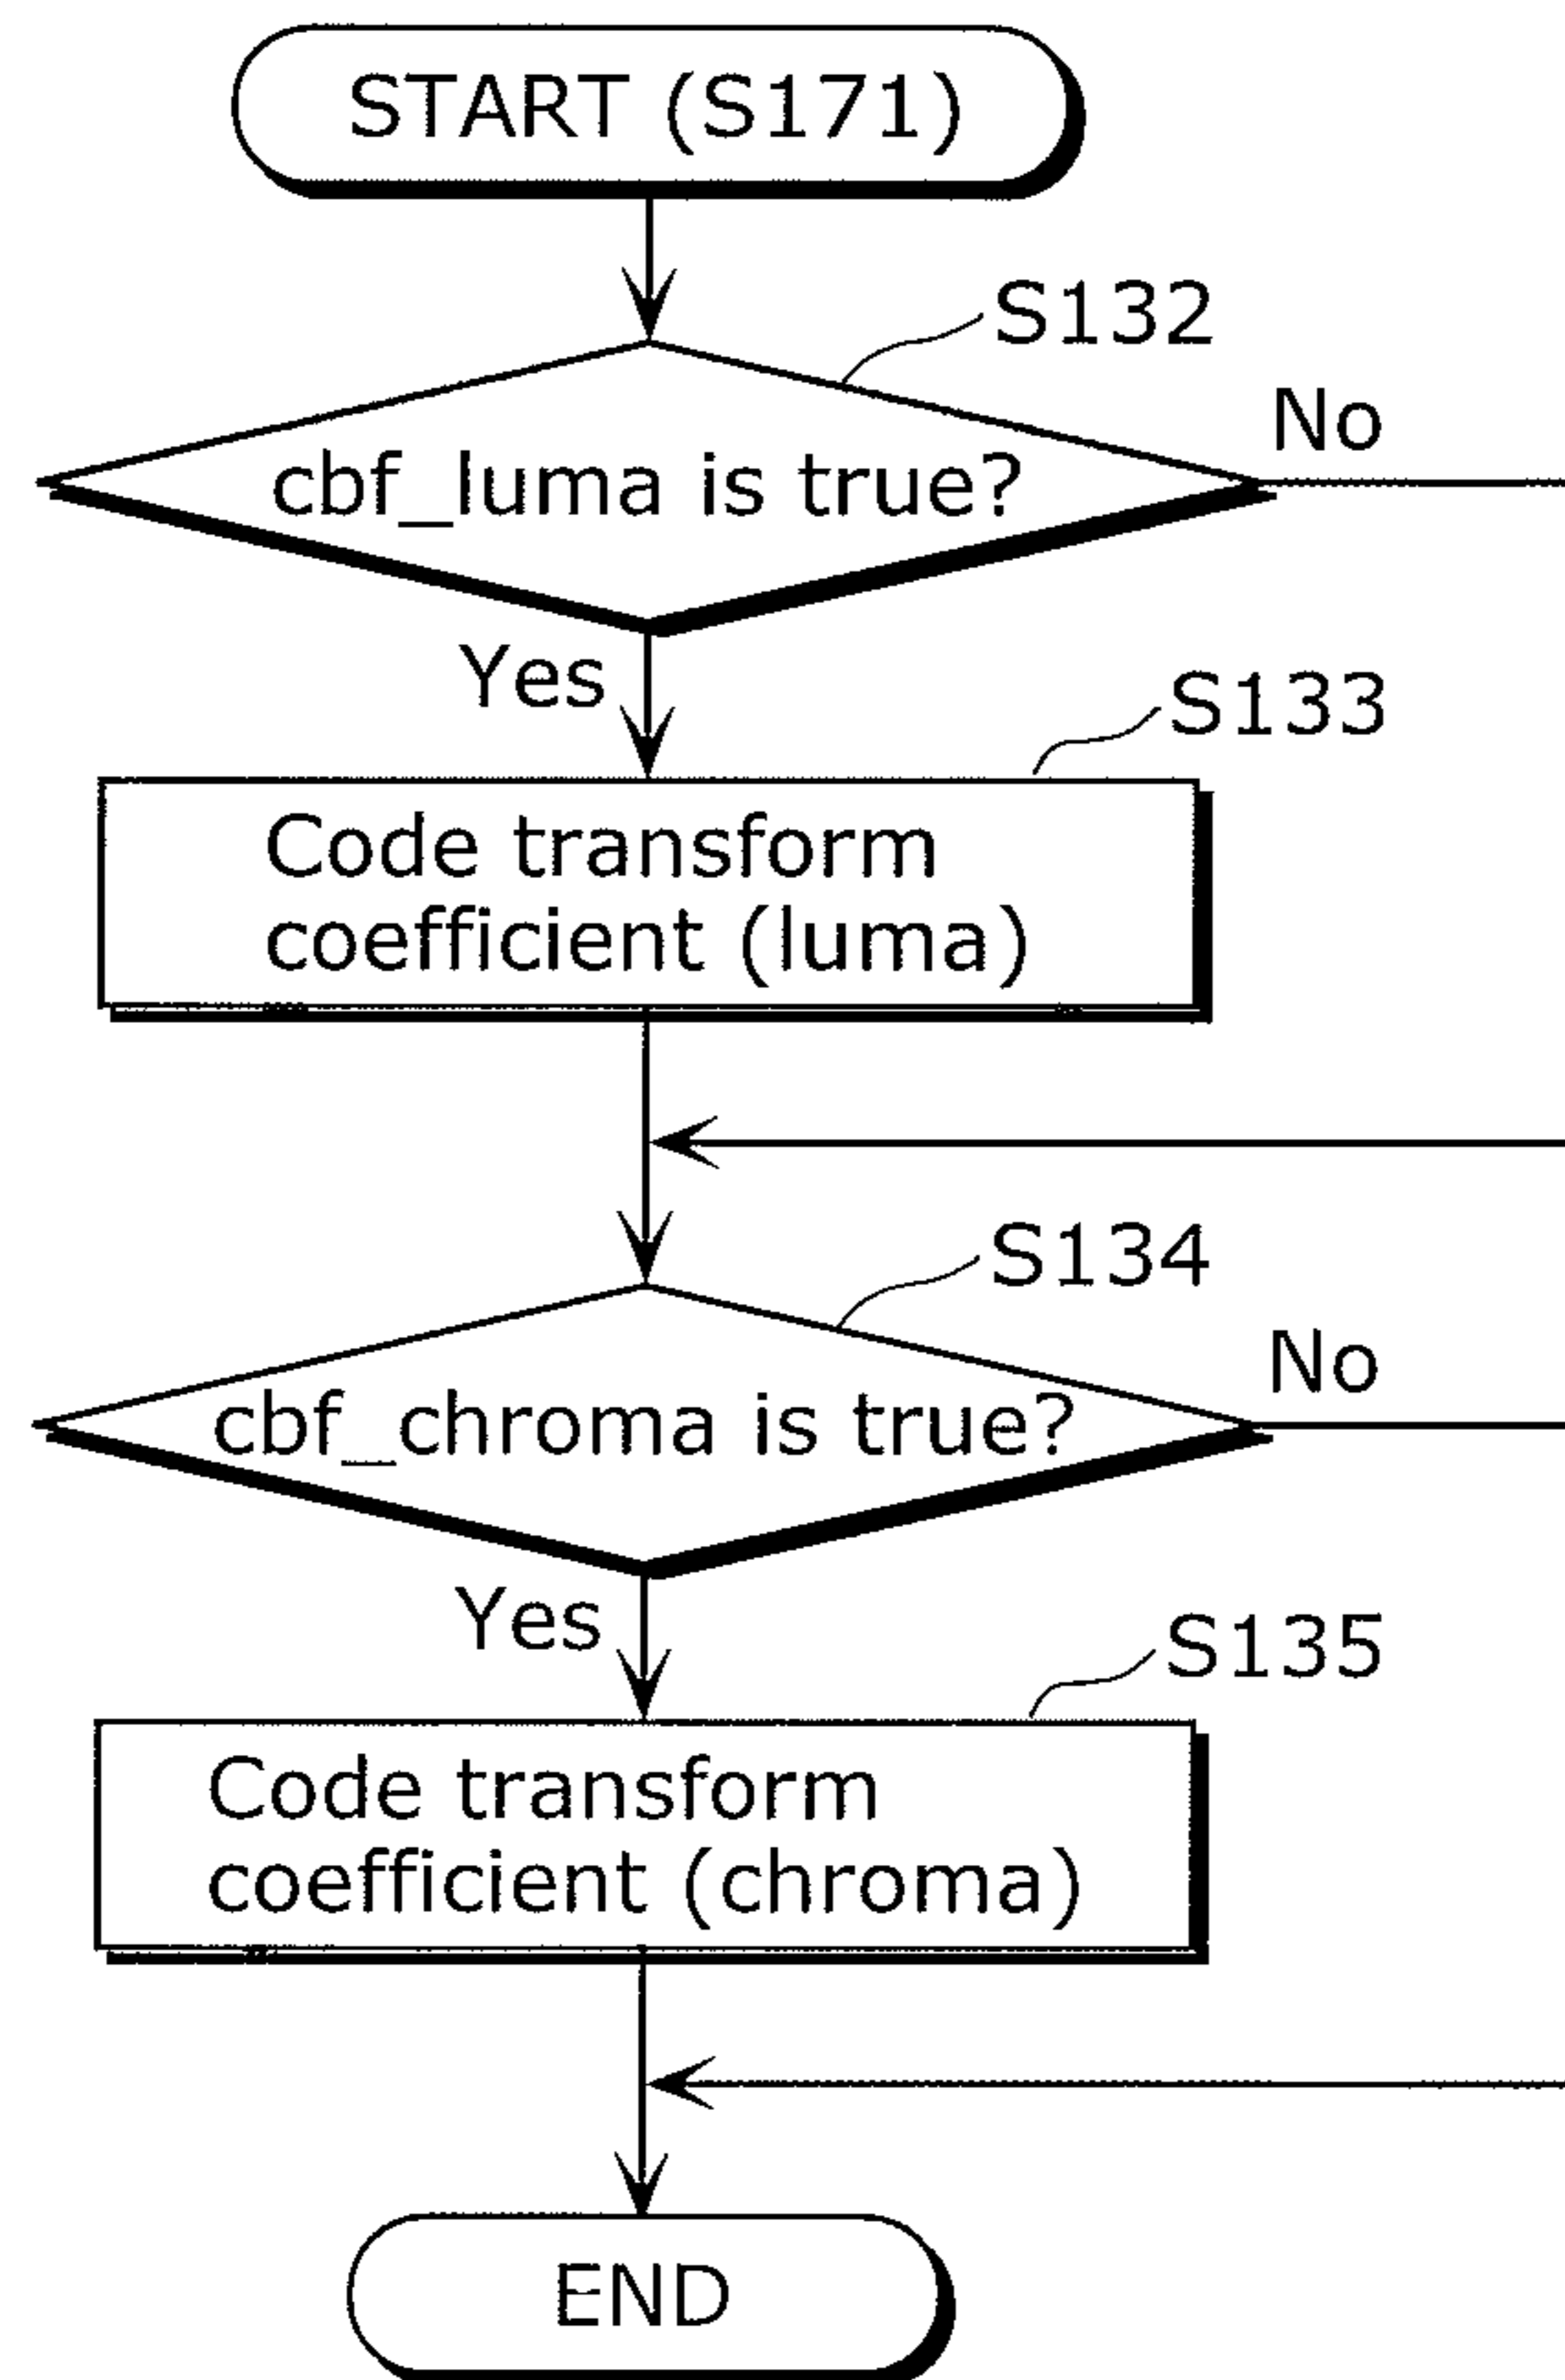 START (S171)
S132
No
cbf_luma is true?
Yes
S133
Code transform
coefficient (luma)
S134
No
cbf_chroma is true?
Yes
S135
Code transform
coefficient (chroma)
END